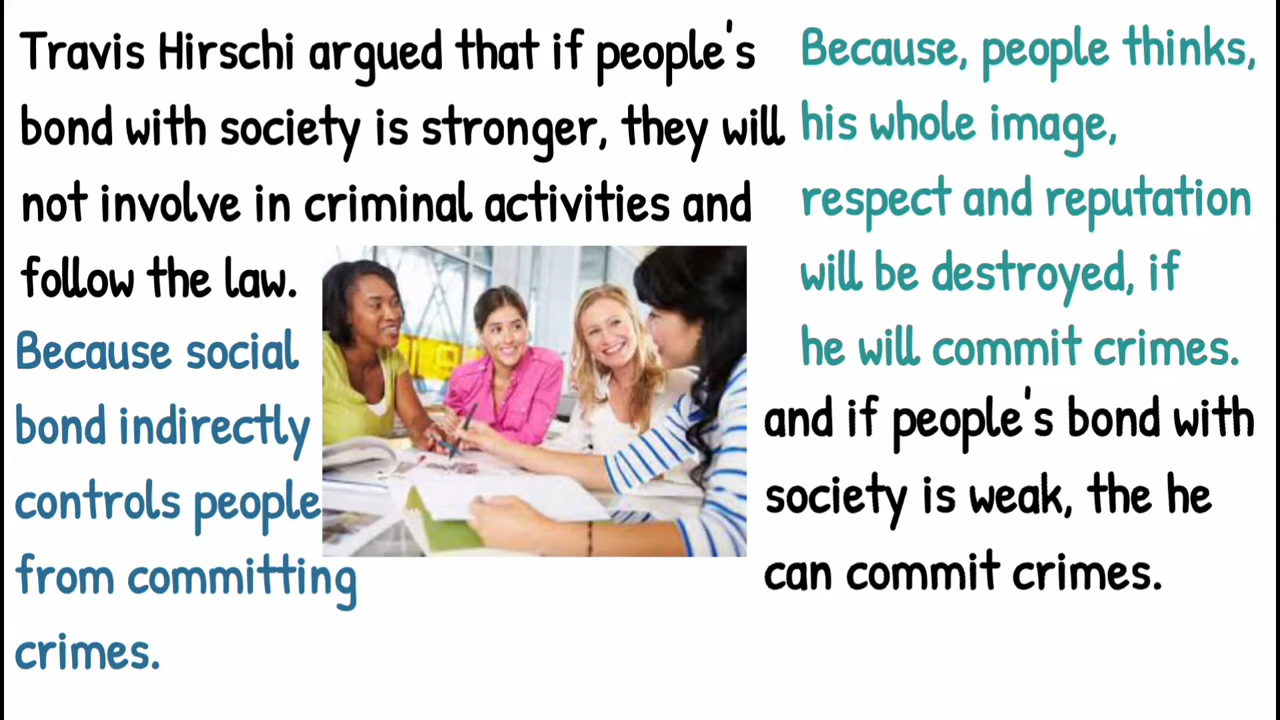 Travis Hirschi argued that if people's
bond with society is stronger, they will
not involve in criminal activities and
follow the law.
Because social
bond indirectly
controls people
from committing
crimes.
Because, people thinks,
his whole image,
respect and reputation
will be destroyed, if
he will commit crimes.
and if people's bond with
society is weak, the he
can commit crimes.